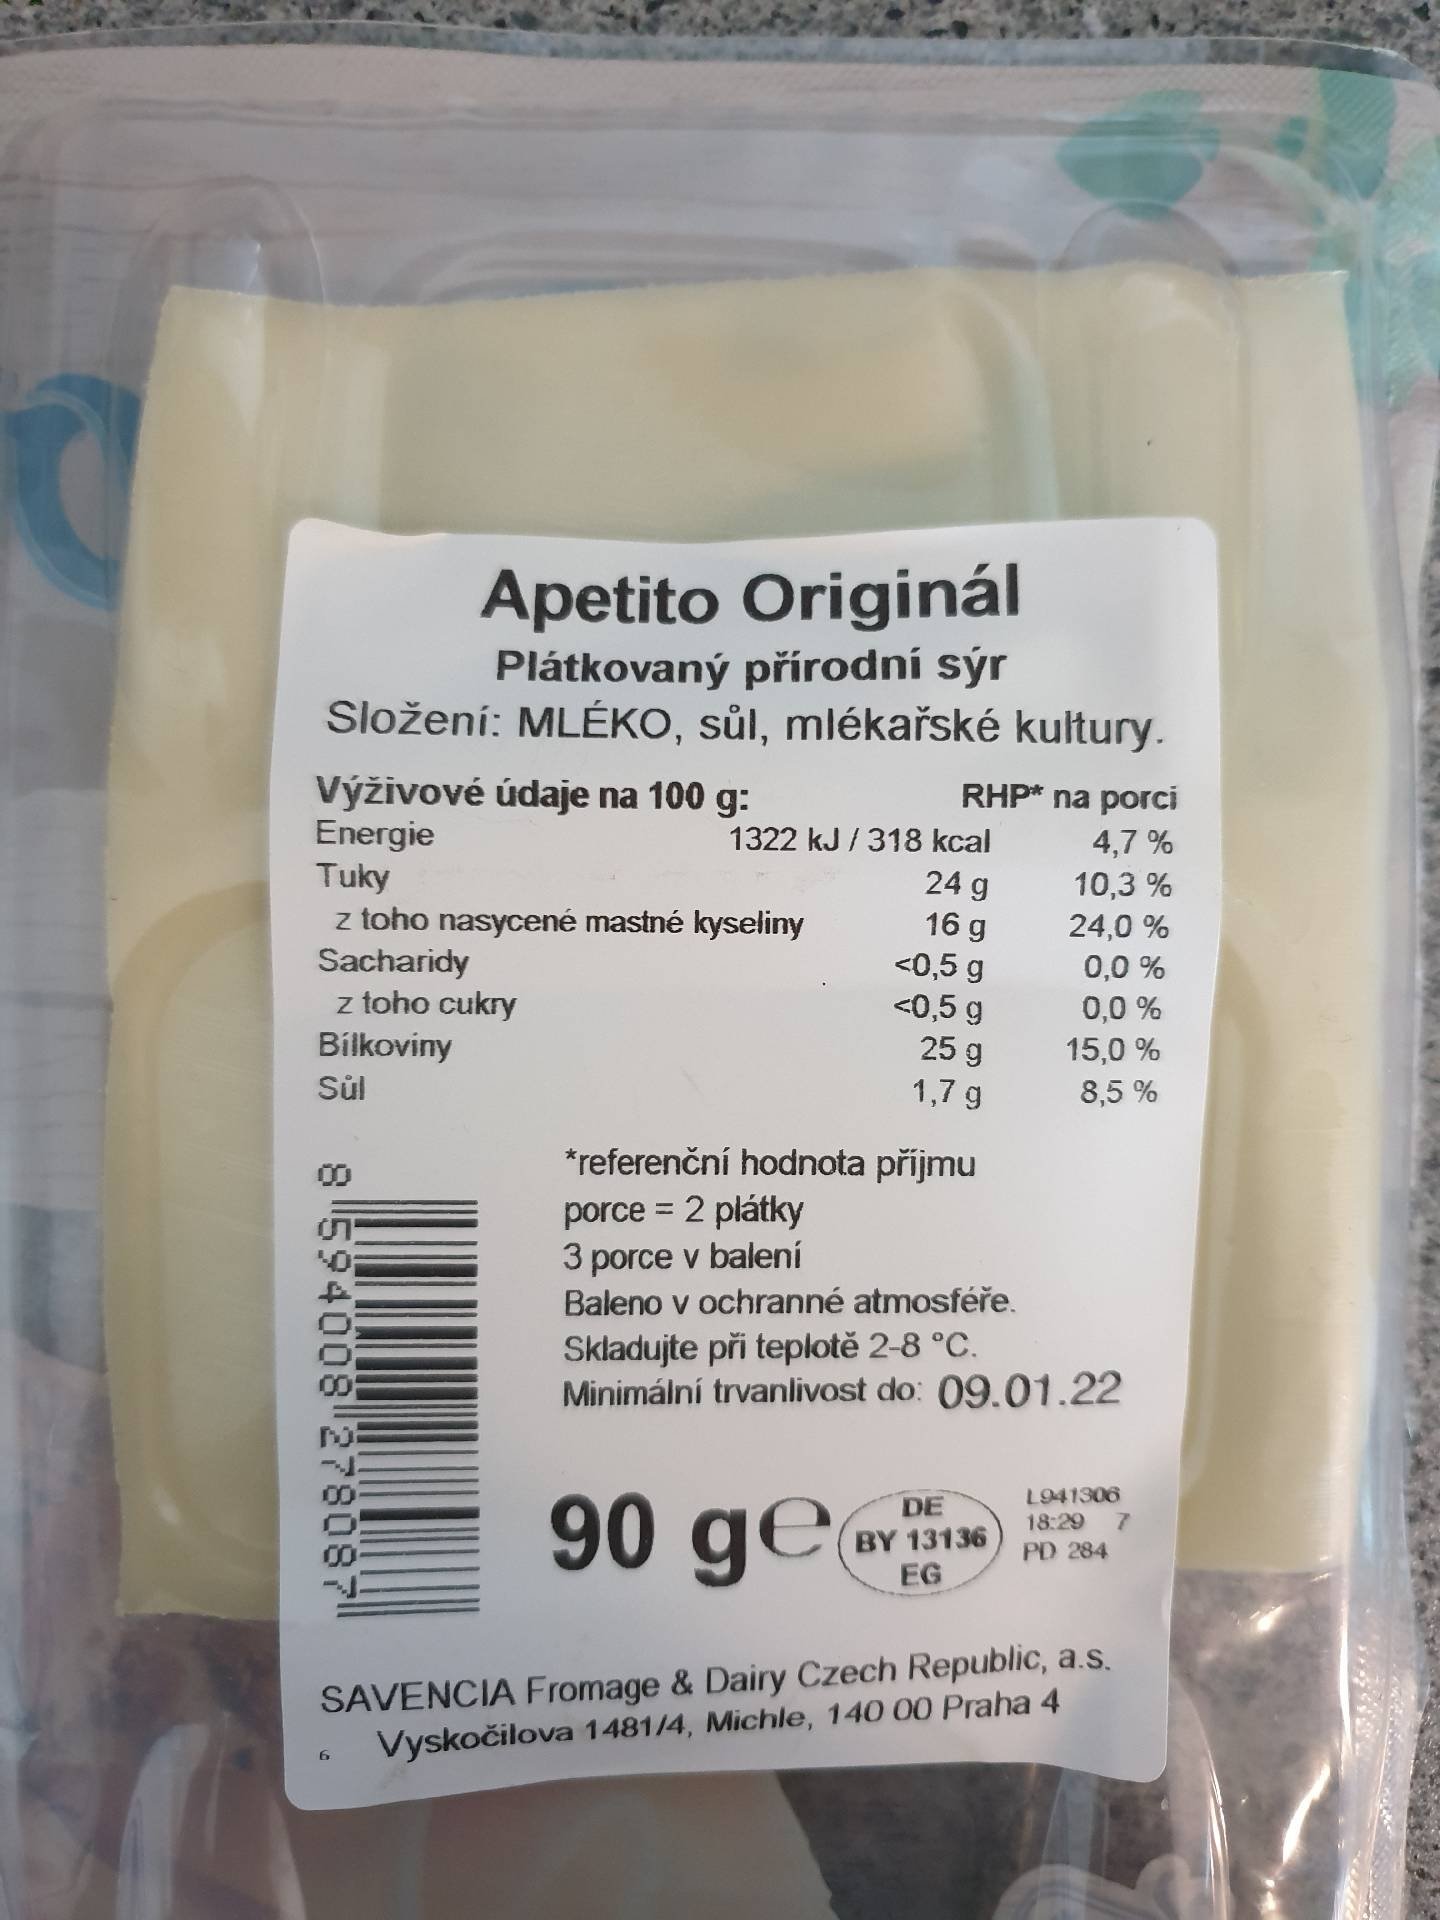 Apetito Originál
Plátkovaný přírodní sýr
Složení: MLÉKO, sůl, mlékařské kultury.
Výživové údaje na 100 g: RHP* na porci
Energie 1322 kJ / 318 kcal 4,7 %
Tuky 24 g 10,3 %
z toho nasycené mastné kyseliny 16 g 24,0 %
Sacharidy <0,5 g 0,0 %
z toho cukry <0,5 g 0,0 %
Bílkoviny 25 g 15,0 %
Sůl 1,7 g 8,5 %
*referenční hodnota příjmu
porce = 2 plátky
3 porce v balení
Baleno v ochranné atmosféře.
Skladujte při teplotě 2-8 °C.
Minimální trvanlivost do: 09.01.22
8 594008 278087
90 g e
DE
BY 13136
EG
L941306
18:29 7
PD 284
SAVENCIA Fromage & Dairy Czech Republic, a.s.
Vyskočilova 1481/4, Michle, 140 00 Praha 4
6